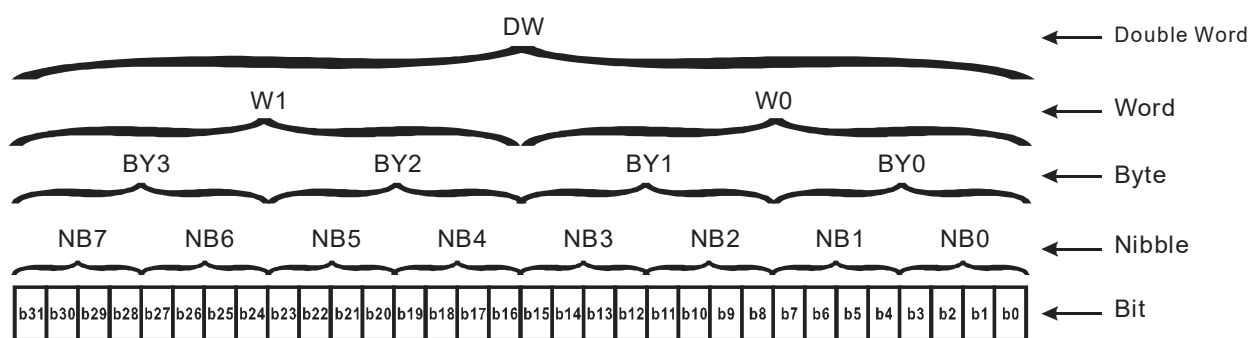 DW Double Word
W1 W0 Word
BY3 BY2 BY1 BY0 Byte
NB7 NB6 NB5 NB4 NB3 NB2 NB1 NB0 Nibble
b31 b30 b29 b28 b27 b26 b25 b24 b23 b22 b21 b20 b19 b18 b17 b16 b15 b14 b13 b12 b11 b10 b9 b8 b7 b6 b5 b4 b3 b2 b1 b0 Bit